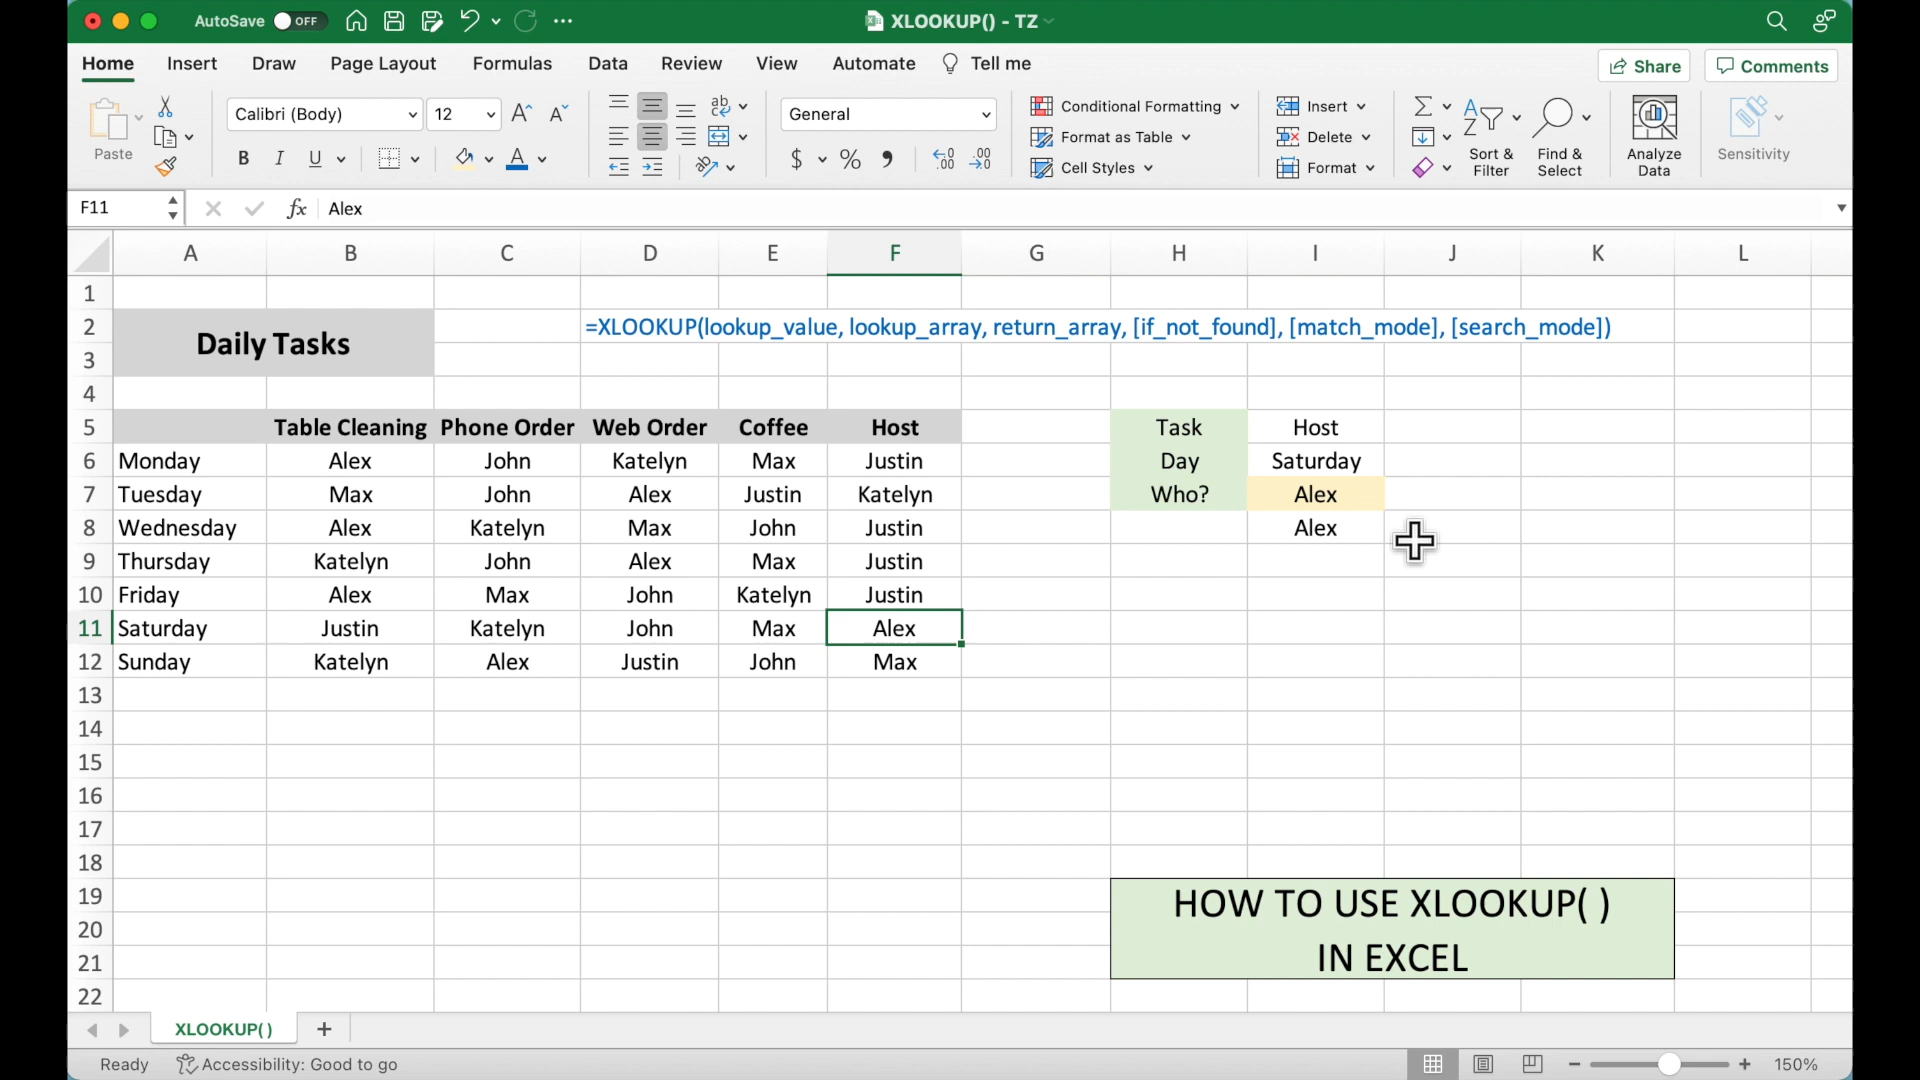 AutoSave OFF XLOOKUP() - TZ
Home Insert Draw Page Layout Formulas Data Review View Automate Tell me Share Comments
Paste Calibri (Body) 12 General Conditional Formatting Format as Table Cell Styles Insert Delete Format Sort & Filter Find & Select Analyze Data Sensitivity
F11 fx Alex
A B C D E F G H I J K L
1
2 Daily Tasks =XLOOKUP(lookup_value, lookup_array, return_array, [if_not_found], [match_mode], [search_mode])
3
4
5 Table Cleaning Phone Order Web Order Coffee Host Task Host
6 Monday Alex John Katelyn Max Justin Day Saturday
7 Tuesday Max John Alex Justin Katelyn Who? Alex
8 Wednesday Alex Katelyn Max John Justin Alex
9 Thursday Katelyn John Alex Max Justin
10 Friday Alex Max John Katelyn Justin
11 Saturday Justin Katelyn John Max Alex
12 Sunday Katelyn Alex Justin John Max
13
14
15
16
17
18
19 HOW TO USE XLOOKUP( )
20
21 IN EXCEL
22
XLOOKUP() +
Ready Accessibility: Good to go 150%